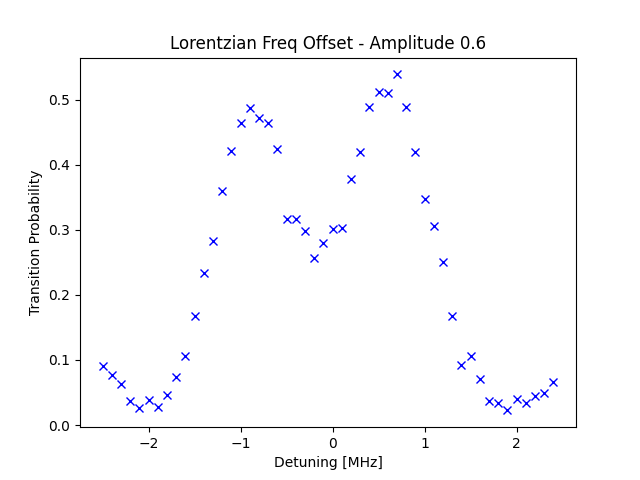 Lorentzian Freq Offset - Amplitude 0.6
Transition Probability
0.5
0.4
0.3
0.2
0.1
0.0
−2 −1 0 1 2
Detuning [MHz]